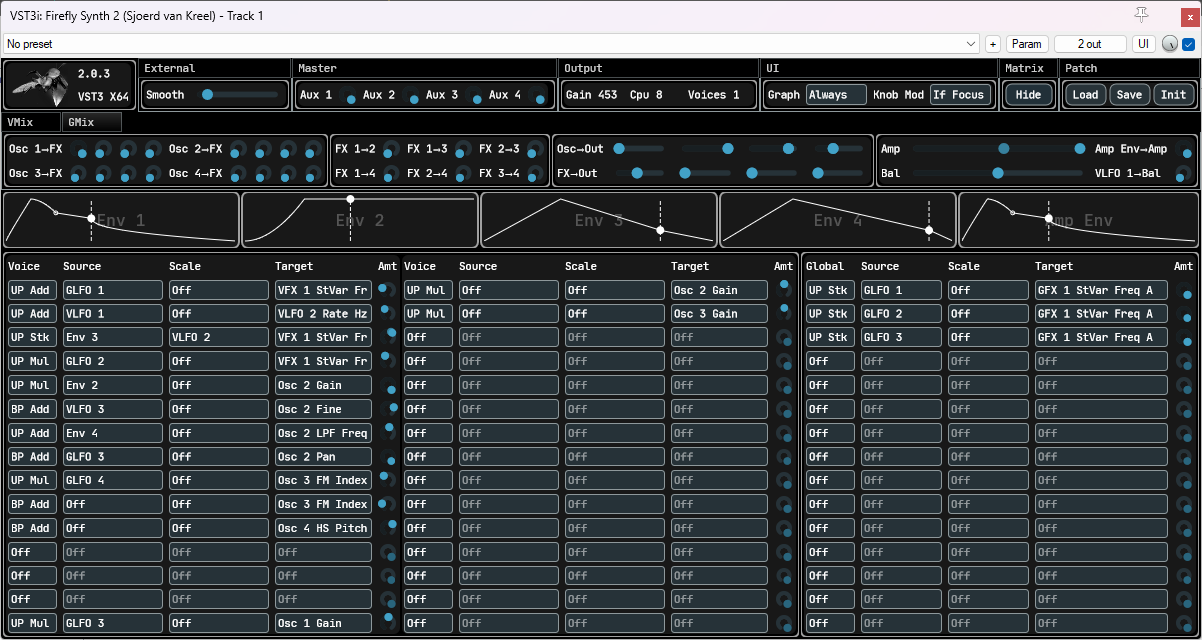 VST3i: Firefly Synth 2 (Sjoerd van Kreel) - Track 1
No preset + Param 2 out UI
2.0.3
VST3 X64
External Master Output UI Matrix Patch
Smooth Aux 1 Aux 2 Aux 3 Aux 4 Gain 453 Cpu 8 Voices 1 Graph Always Knob Mod If Focus Hide Load Save Init
VMix GMix
Osc 1→FX Osc 2→FX FX 1→2 FX 1→3 FX 2→3 Osc→Out Amp Amp Env→Amp
Osc 3→FX Osc 4→FX FX 1→4 FX 2→4 FX 3→4 FX→Out Bal VLFO 1→Bal
Env 1 Env 2 Env 3 Env 4 Amp Env
Voice Source Scale Target Amt Voice Source Scale Target Amt Global Source Scale Target Amt
UP Add GLFO 1 Off VFX 1 StVar Fr UP Mul Off Off Osc 2 Gain UP Stk GLFO 1 Off GFX 1 StVar Freq A
UP Add VLFO 1 Off VLFO 2 Rate Hz UP Mul Off Off Osc 3 Gain UP Stk GLFO 2 Off GFX 1 StVar Freq A
UP Stk Env 3 VLFO 2 VFX 1 StVar Fr Off Off Off Off UP Stk GLFO 3 Off GFX 1 StVar Freq A
UP Mul GLFO 2 Off VFX 1 StVar Fr Off Off Off Off Off Off Off Off
UP Mul Env 2 Off Osc 2 Gain Off Off Off Off Off Off Off Off
BP Add VLFO 3 Off Osc 2 Fine Off Off Off Off Off Off Off Off
UP Add Env 4 Off Osc 2 LPF Freq Off Off Off Off Off Off Off Off
BP Add GLFO 3 Off Osc 2 Pan Off Off Off Off Off Off Off Off
UP Mul GLFO 4 Off Osc 3 FM Index Off Off Off Off Off Off Off Off
BP Add Off Off Osc 3 FM Index Off Off Off Off Off Off Off Off
BP Add Off Off Osc 4 HS Pitch Off Off Off Off Off Off Off Off
Off Off Off Off Off Off Off Off Off Off Off Off
Off Off Off Off Off Off Off Off Off Off Off Off
Off Off Off Off Off Off Off Off Off Off Off Off
UP Mul GLFO 3 Off Osc 1 Gain Off Off Off Off Off Off Off Off